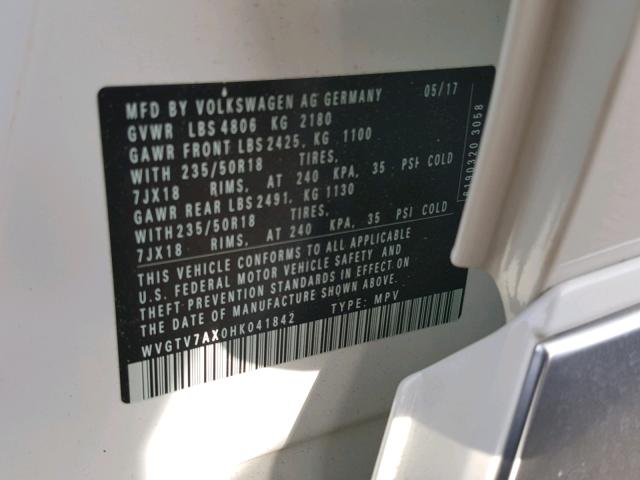 MFD BY VOLKSWAGEN AG GERMANY 05/17
GVWR LBS 4806 KG 2180
GAWR FRONT LBS 2425, KG 1100
WITH 235/50R18 TIRES,
7JX18 RIMS, AT 240 KPA, 35 PSI COLD
GAWR REAR LBS 2491, KG 1130
WITH 235/50R18 TIRES,
7JX18 RIMS, AT 240 KPA, 35 PSI COLD
THIS VEHICLE CONFORMS TO ALL APPLICABLE
U.S. FEDERAL MOTOR VEHICLE SAFETY AND
THEFT PREVENTION STANDARDS IN EFFECT ON
THE DATE OF MANUFACTURE SHOWN ABOVE
WVGTV7AX0HK041842 TYPE: MPV
6190320 3058